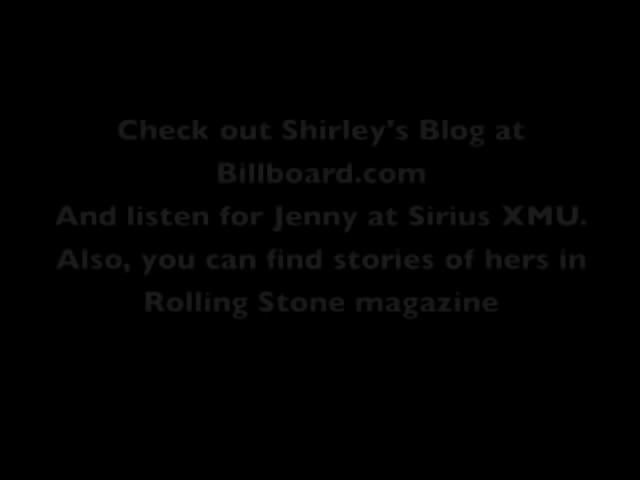 Check out Shirley's Blog at
Billboard.com
And listen for Jenny at Sirius XMU.
Also, you can find stories of hers in
Rolling Stone magazine